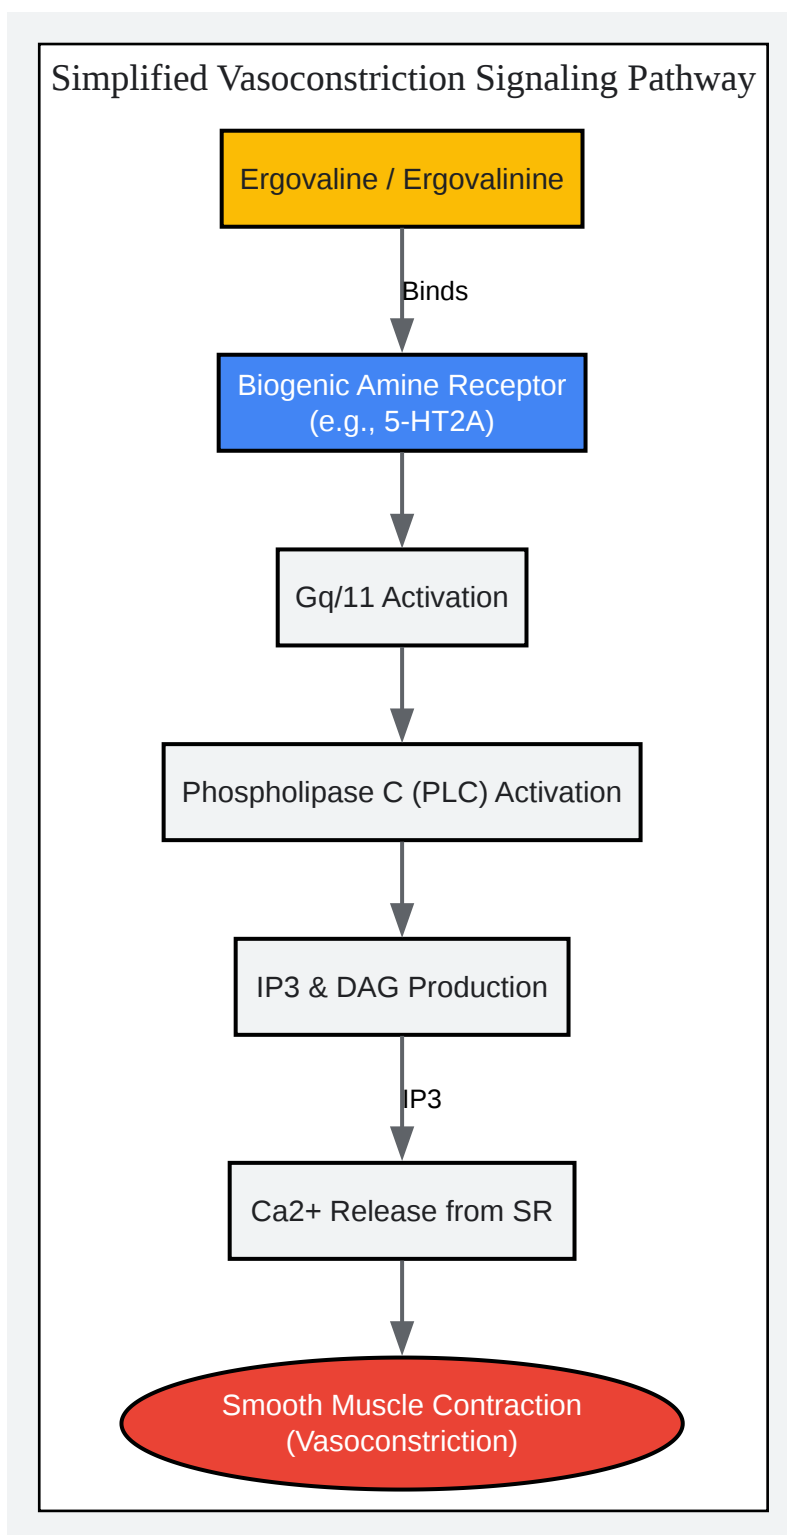 Simplified Vasoconstriction Signaling Pathway
Ergovaline / Ergovalinine
Binds
Biogenic Amine Receptor
(e.g., 5-HT2A)
Gq/11 Activation
Phospholipase C (PLC) Activation
IP3 & DAG Production
IP3
Ca2+ Release from SR
Smooth Muscle Contraction
(Vasoconstriction)